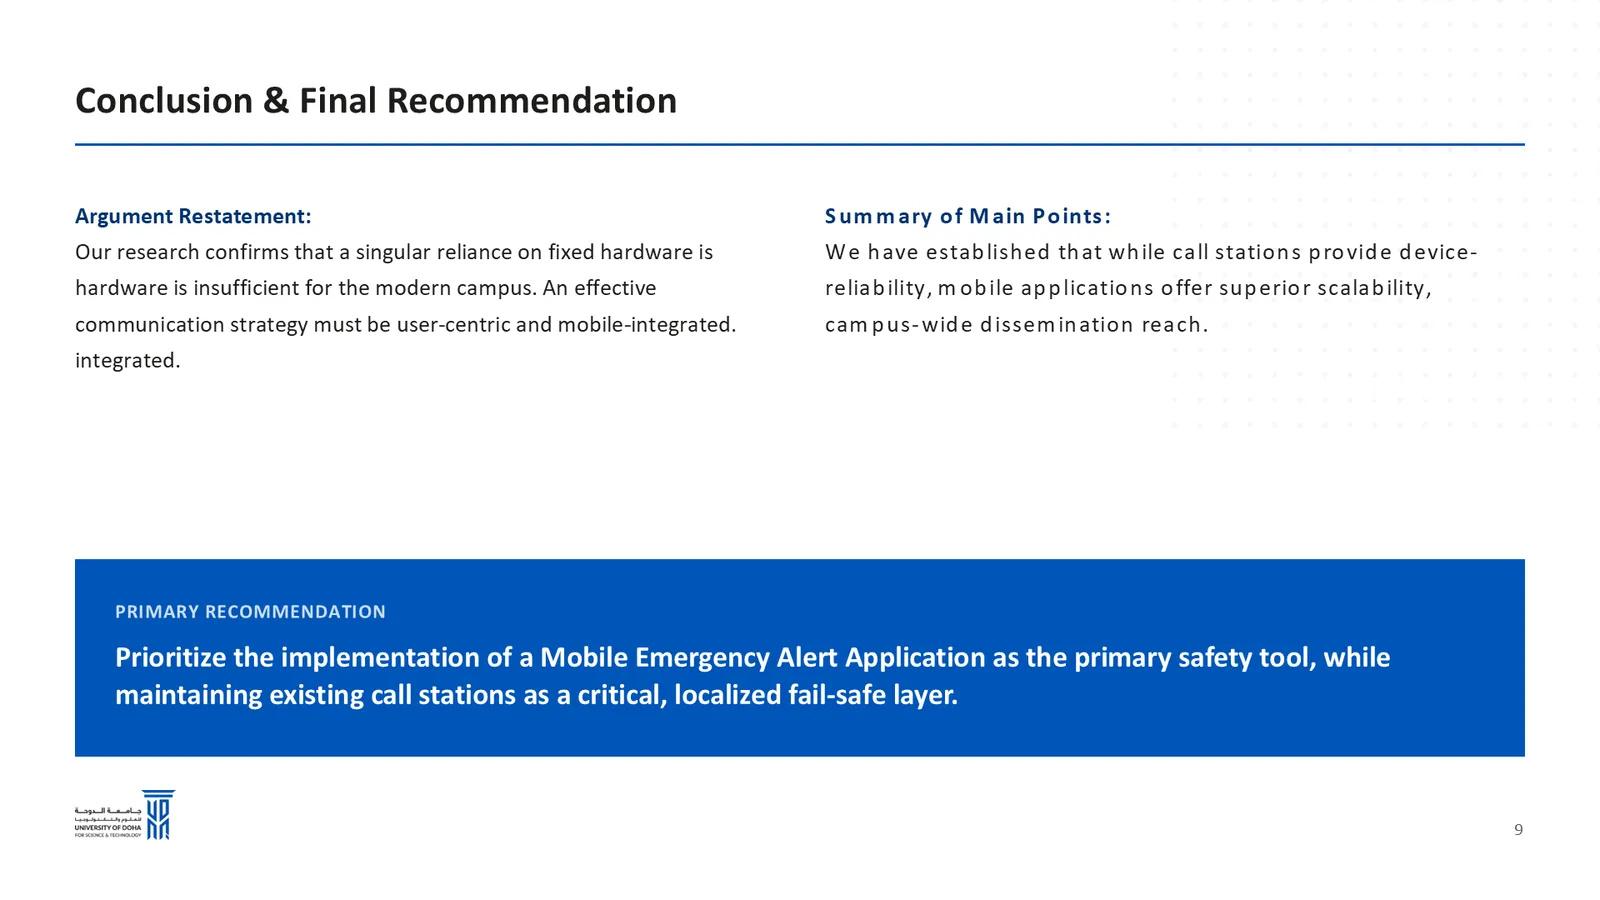 Conclusion & Final Recommendation
Argument Restatement:
Our research confirms that a singular reliance on fixed hardware is
hardware is insufficient for the modern campus. An effective
communication strategy must be user-centric and mobile-integrated.
integrated.
Summary of Main Points:
We have established that while call stations provide device-
reliability, mobile applications offer superior scalability,
campus-wide dissemination reach.
PRIMARY RECOMMENDATION
Prioritize the implementation of a Mobile Emergency Alert Application as the primary safety tool, while
maintaining existing call stations as a critical, localized fail-safe layer.
جامعة الدوحة
للعلوم والتكنولوجيا
UNIVERSITY OF DOHA
FOR SCIENCE & TECHNOLOGY
9